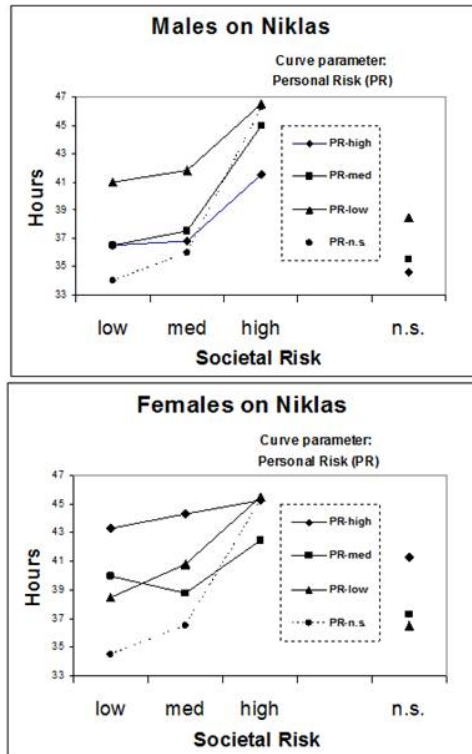 Males on Niklas
Curve parameter:
Personal Risk (PR)
47
45
43
41
39
37
35
33
Hours
PR-high
PR-med
PR-low
PR-n.s.
low med high n.s.
Societal Risk
Females on Niklas
Curve parameter:
Personal Risk (PR)
47
45
43
41
39
37
35
33
Hours
PR-high
PR-med
PR-low
PR-n.s.
low med high n.s.
Societal Risk